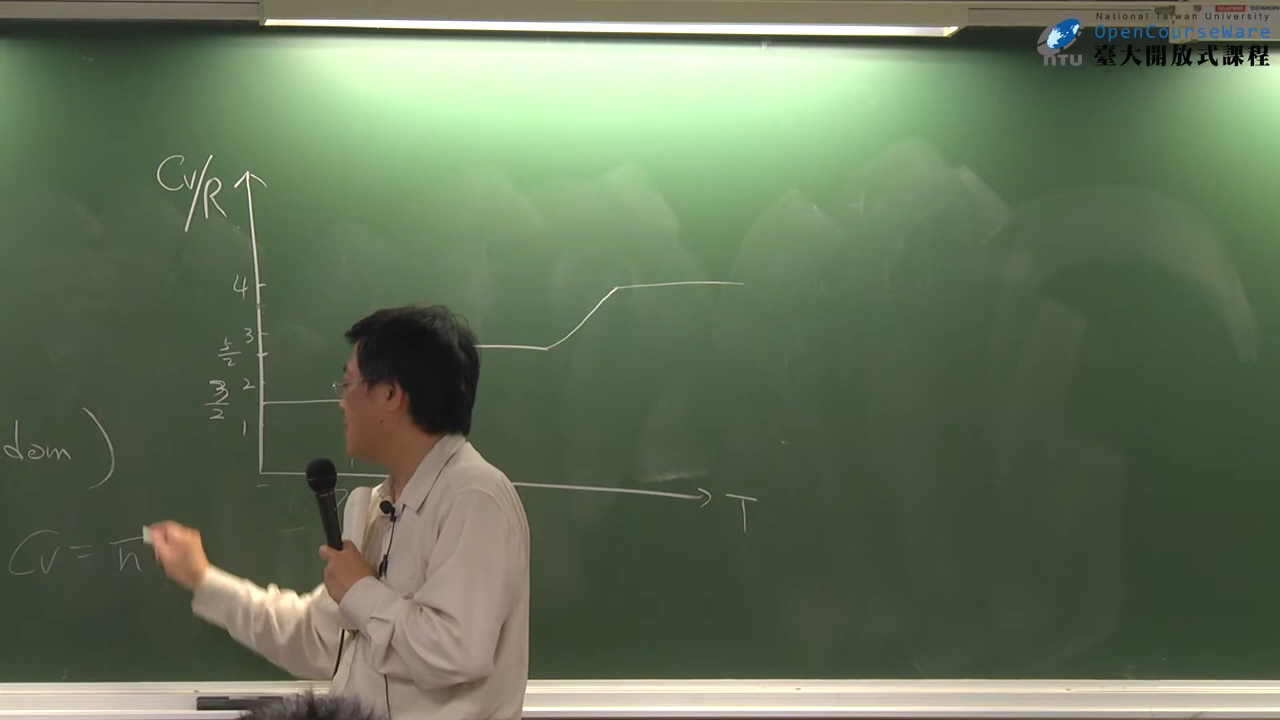 National Taiwan University
OpenCourseWare
臺大開放式課程
NTU
Cv/R
4
3
5/2
2
3/2
1
dom )
T
Cv = n